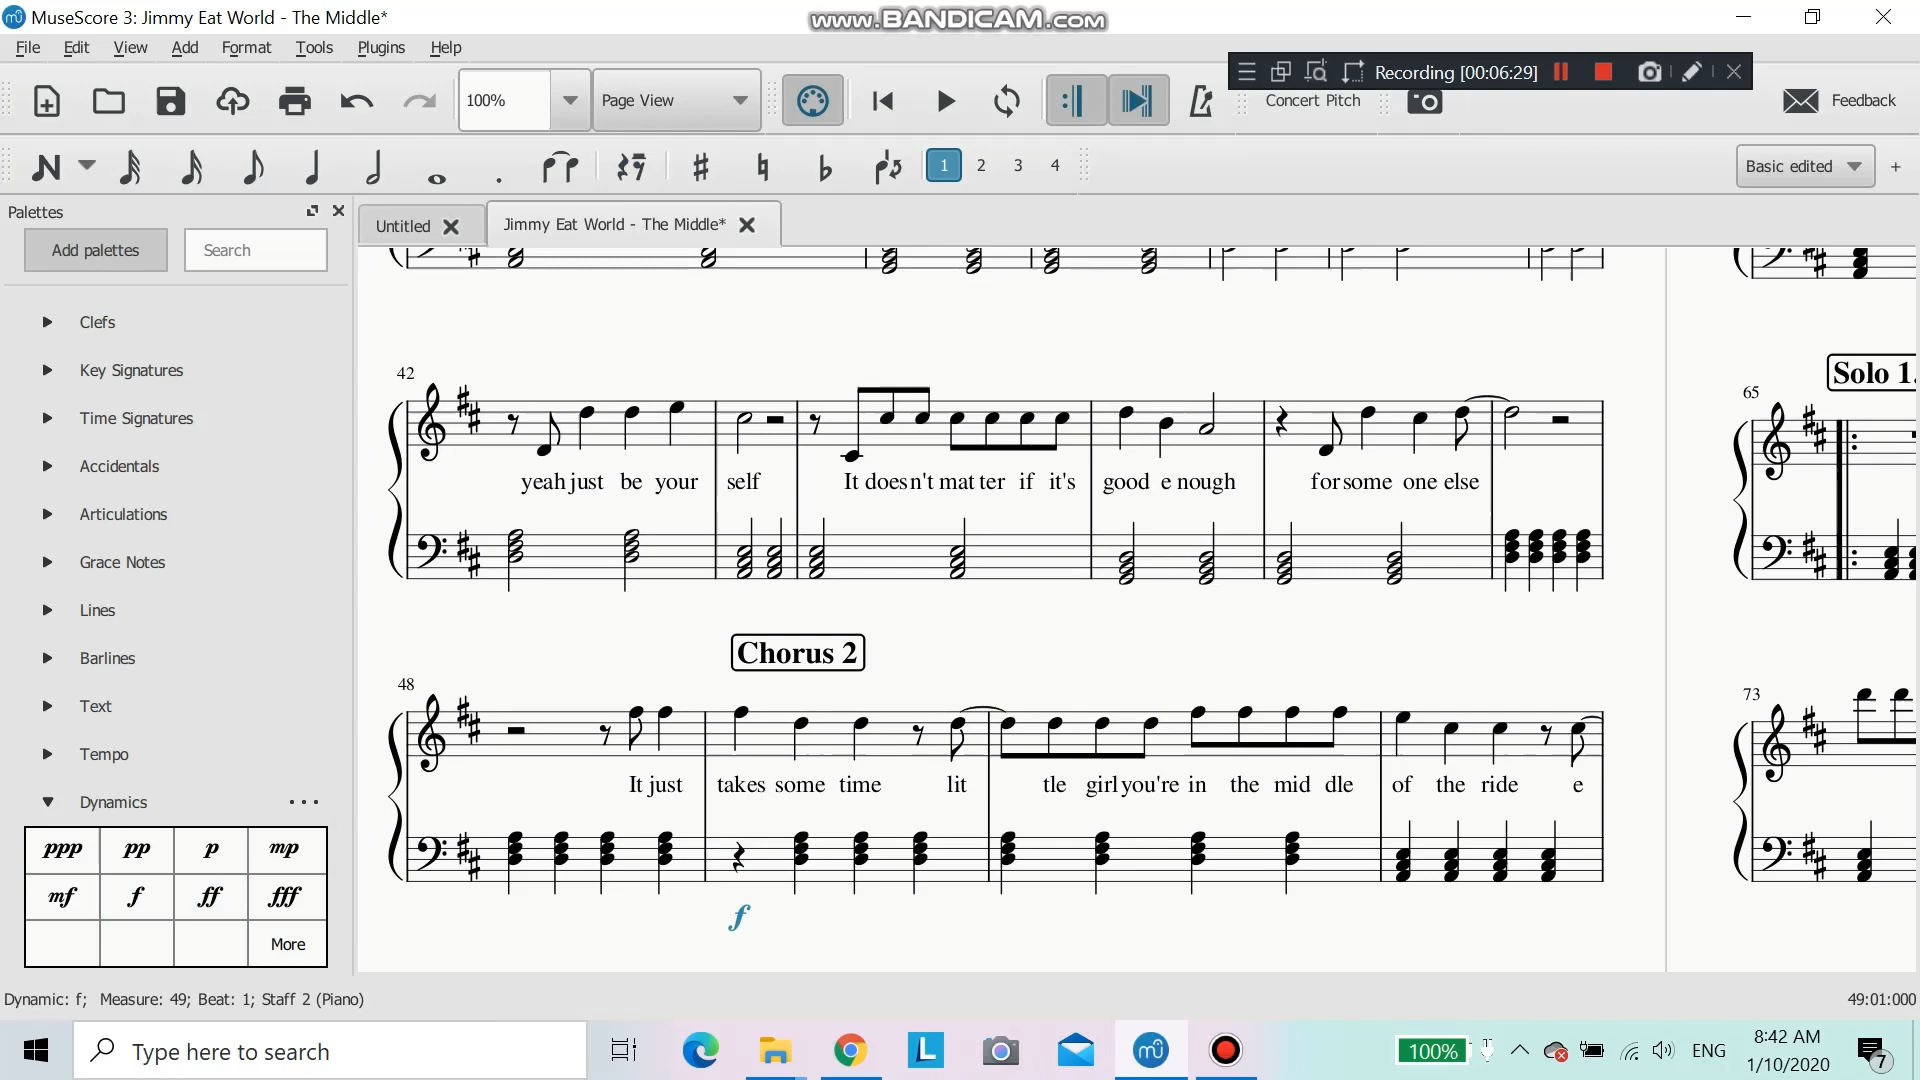 MuseScore 3: Jimmy Eat World - The Middle*
www.BANDICAM.com
File Edit View Add Format Tools Plugins Help
Recording [00:06:29]
100% Page View Concert Pitch Feedback
1 2 3 4 Basic edited +
Palettes
Untitled Jimmy Eat World - The Middle*
Add palettes Search
Clefs
Key Signatures
Time Signatures
Accidentals
Articulations
Grace Notes
Lines
Barlines
Text
Tempo
Dynamics ...
ppp pp p mp
mf f ff fff
More
42
yeah just be your self It does n't mat ter if it's good e nough for some one else
Chorus 2
48
It just takes some time lit tle girl you're in the mid dle of the ride e
f
Solo 1.
65
73
Dynamic: f; Measure: 49; Beat: 1; Staff 2 (Piano)
49:01:000
Type here to search
L
100%
ENG
8:42 AM
1/10/2020
7